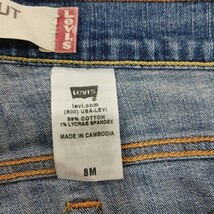 UT
Levi's
Levi's
levi.com
(800) USA-LEVI
99% COTTON
1% LYCRA® SPANDEX
MADE IN CAMBODIA
8M